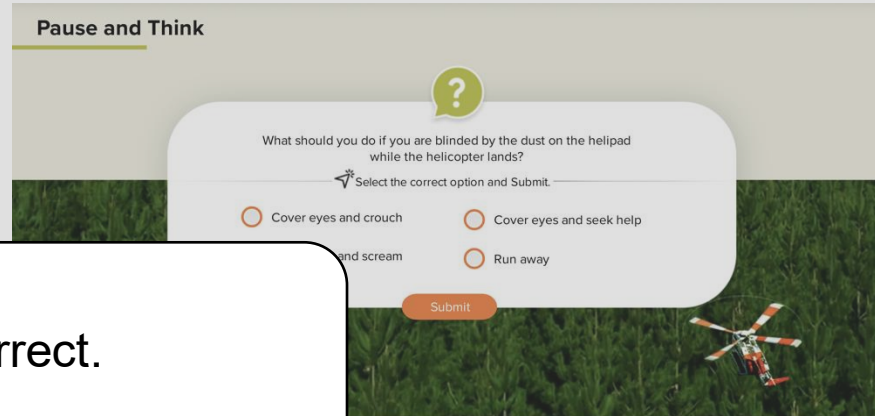 Pause and Think
?
What should you do if you are blinded by the dust on the helipad
while the helicopter lands?
Select the correct option and Submit.
Cover eyes and crouch
Cover eyes and seek help
and scream
Run away
Submit